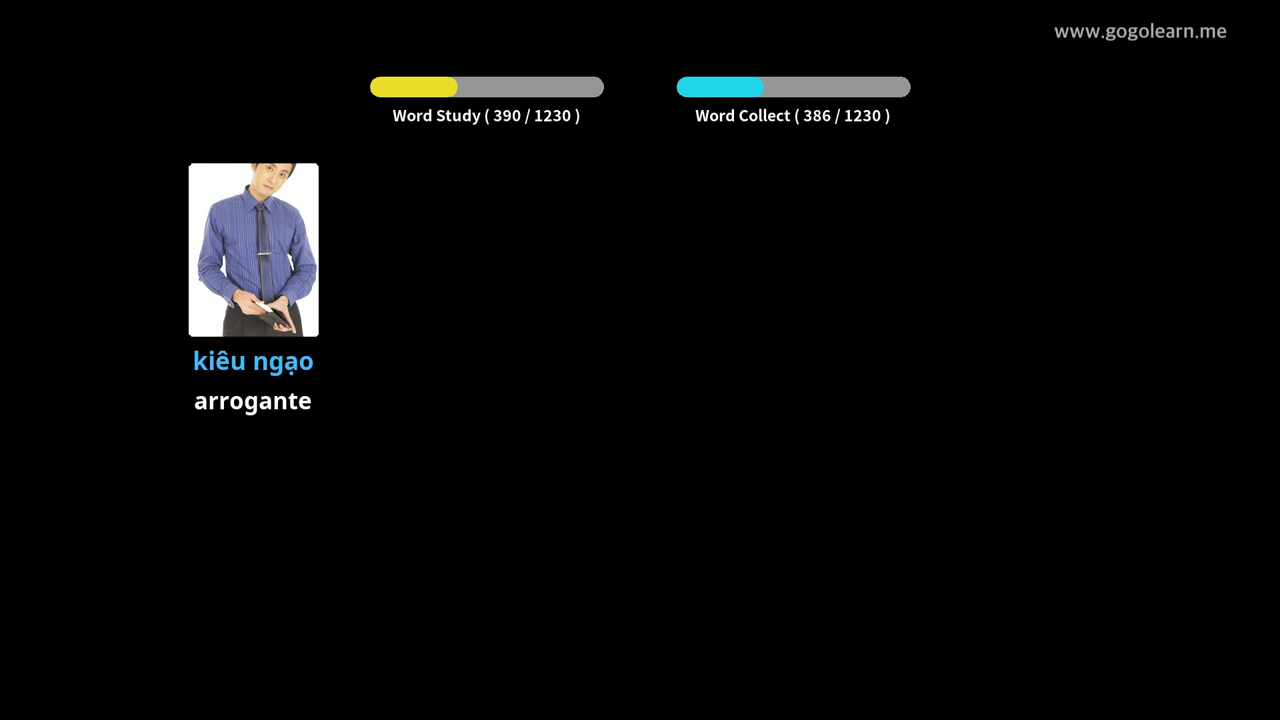 www.gogolearn.me
Word Study ( 390 / 1230 )
Word Collect ( 386 / 1230 )
kiêu ngạo
arrogante